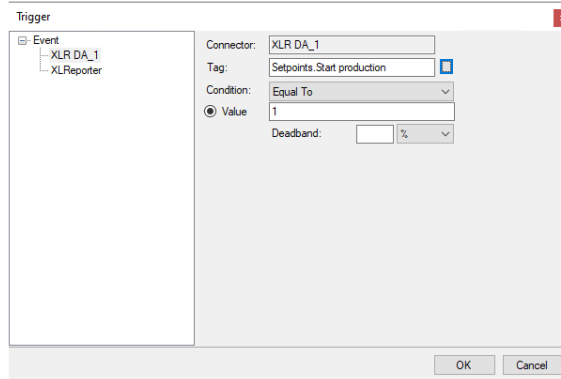 Trigger
Event
XLR DA_1
XLReporter
Connector: XLR DA_1
Tag: Setpoints.Start production
Condition: Equal To
Value 1
Deadband: %
OK Cancel